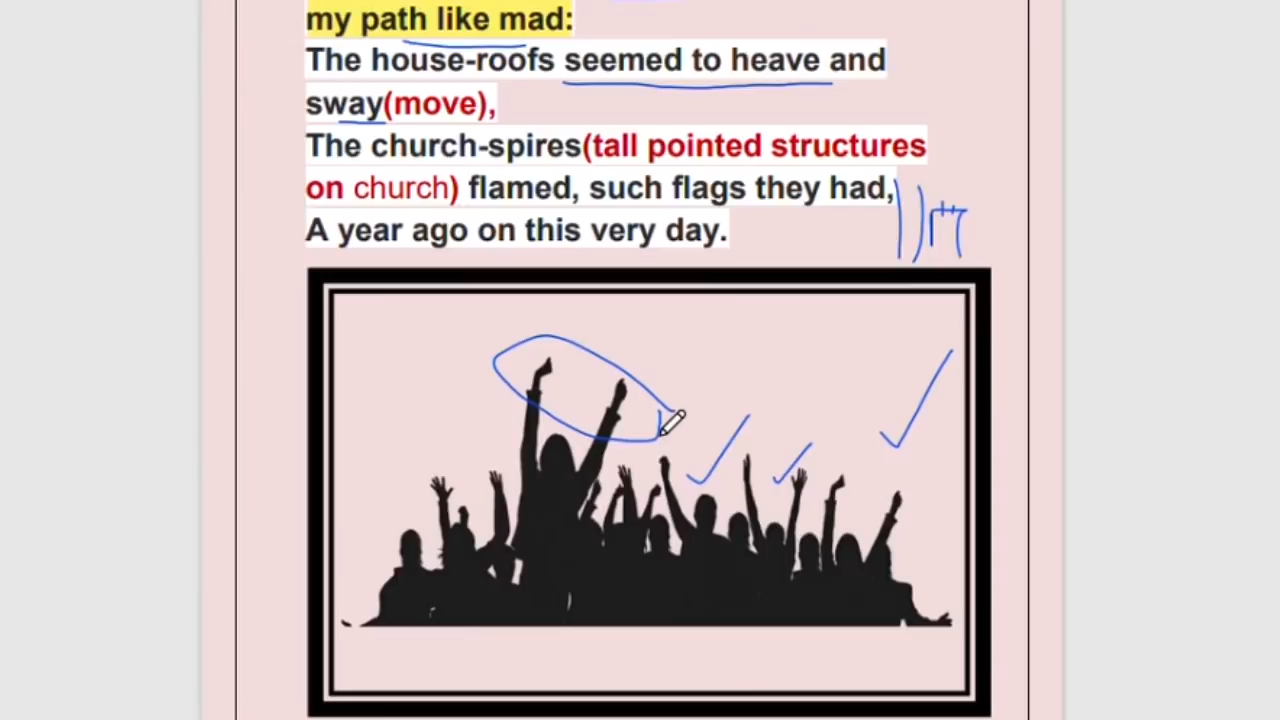 my path like mad:
The house-roofs seemed to heave and
sway(move),
The church-spires(tall pointed structures
on church) flamed, such flags they had,
A year ago on this very day.